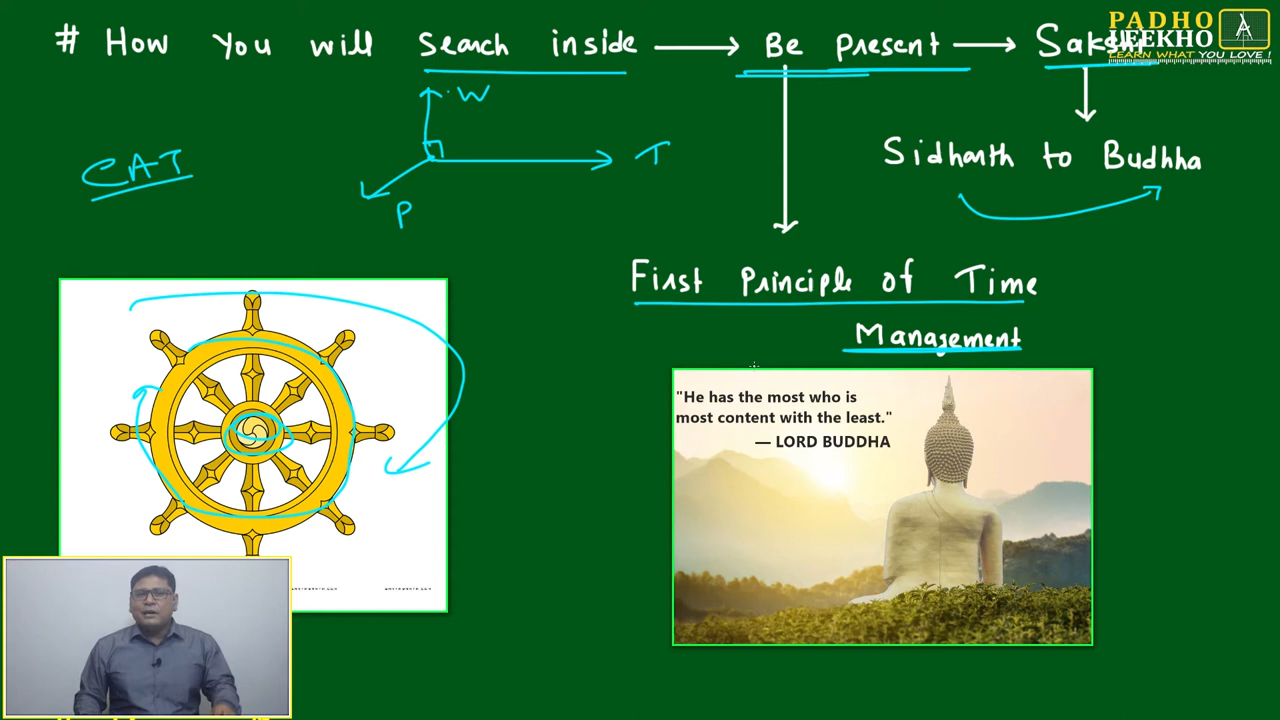 # How You will Search inside → Be present → Sakshi
PADHO
JEEKHO
LEARN WHAT YOU LOVE !
W
T
P
CAT
Sidharth to Budhha
First Principle of Time
Management
"He has the most who is
most content with the least."
— LORD BUDDHA